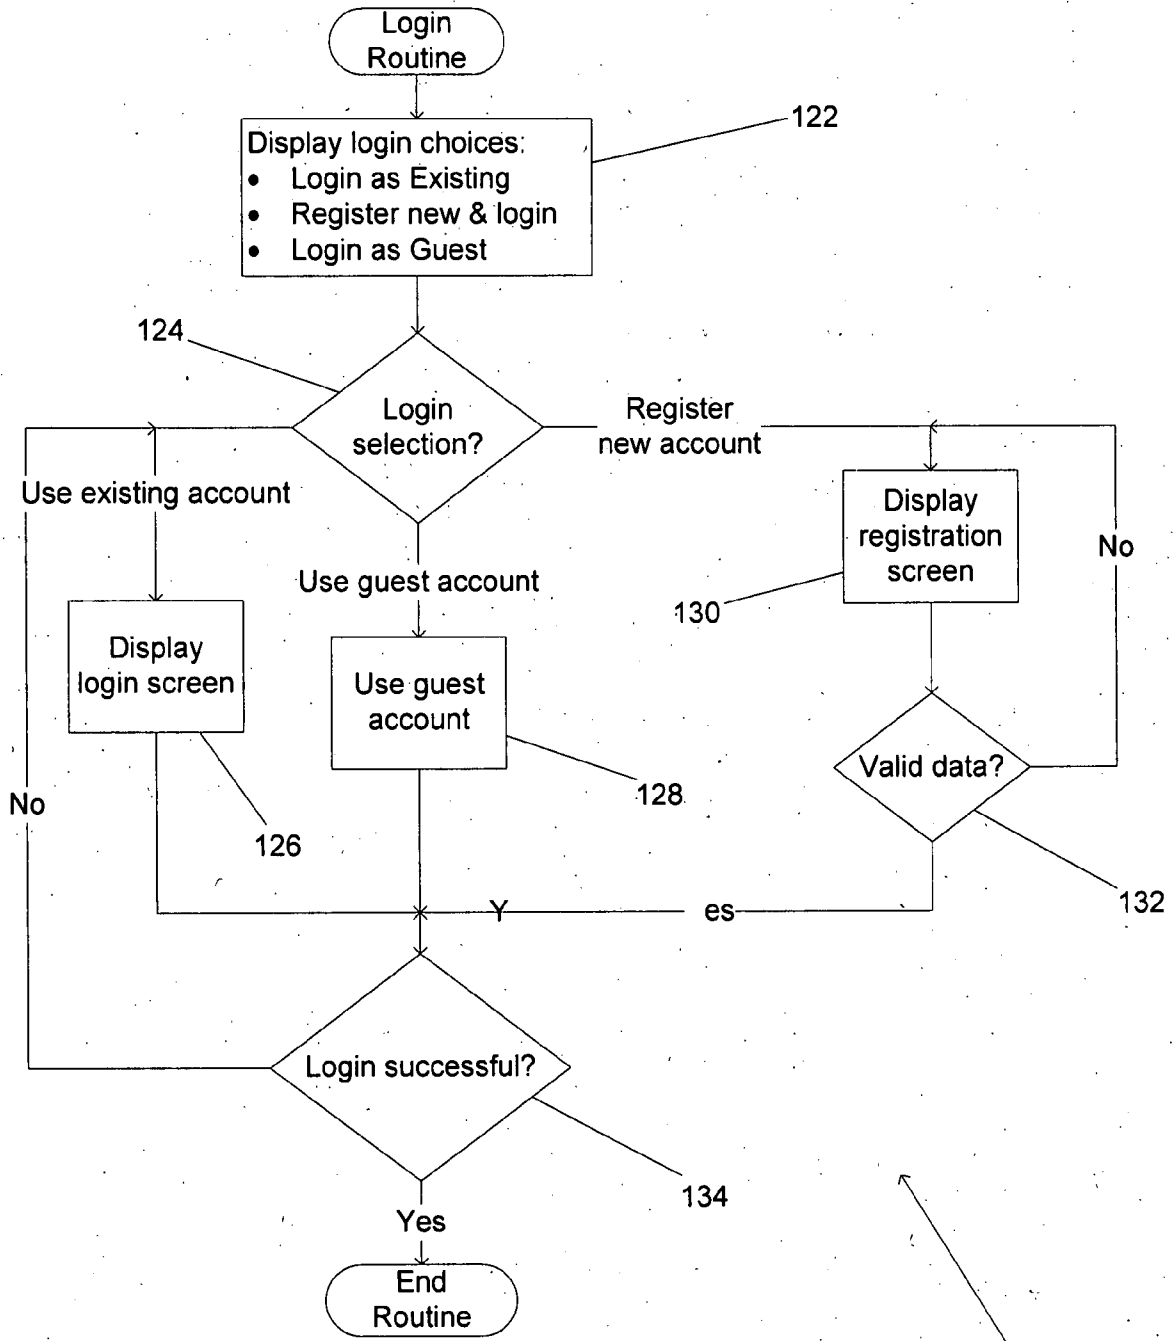 Login
Routine
122
Display login choices:
• Login as Existing
• Register new & login
• Login as Guest
124
Login
selection?
Register
new account
Use existing account
Display
registration
screen
No
Use guest account
130
Display
login screen
Use guest
account
Valid data?
128
No
126
132
Y es
Login successful?
134
Yes
End
Routine